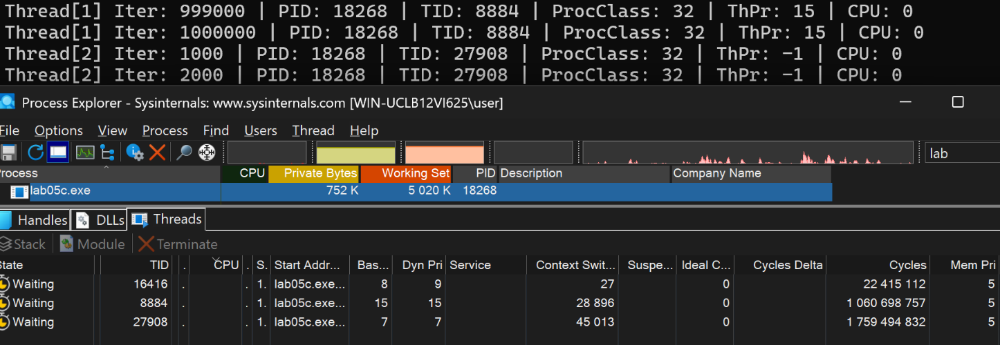 Thread[1] Iter: 999000 | PID: 18268 | TID: 8884 | ProcClass: 32 | ThPr: 15 | CPU: 0
Thread[1] Iter: 1000000 | PID: 18268 | TID: 8884 | ProcClass: 32 | ThPr: 15 | CPU: 0
Thread[2] Iter: 1000 | PID: 18268 | TID: 27908 | ProcClass: 32 | ThPr: -1 | CPU: 0
Thread[2] Iter: 2000 | PID: 18268 | TID: 27908 | ProcClass: 32 | ThPr: -1 | CPU: 0
Process Explorer - Sysinternals: www.sysinternals.com [WIN-UCLB12VI625\user]
File Options View Process Find Users Thread Help
lab
Process CPU Private Bytes Working Set PID Description Company Name
lab05c.exe 752 K 5 020 K 18268
Handles DLLs Threads
Stack Module Terminate
State TID . CPU . S. Start Addr... Bas... Dyn Pri Service Context Swit... Suspe... Ideal C... Cycles Delta Cycles Mem Pri
Waiting 16416 . . 1. lab05c.exe... 8 9 27 0 22 415 112 5
Waiting 8884 . . 1. lab05c.exe... 15 15 28 896 0 1 060 698 757 5
Waiting 27908 . . 1. lab05c.exe... 7 7 45 013 0 1 759 494 832 5